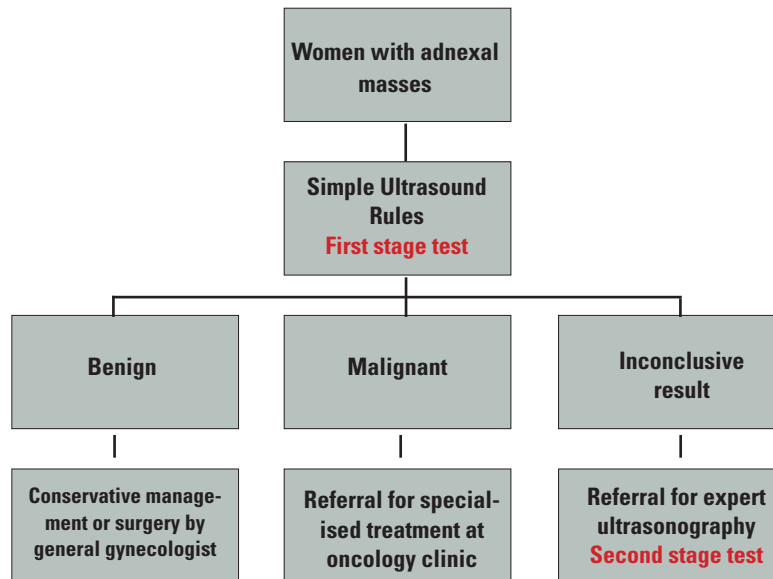 Women with adnexal
masses
Simple Ultrasound
Rules
First stage test
Benign
Malignant
Inconclusive
result
Conservative manage-
ment or surgery by
general gynecologist
Referral for special-
ised treatment at
oncology clinic
Referral for expert
ultrasonography
Second stage test